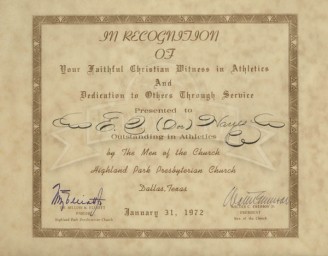 IN RECOGNITION
OF
Your Faithful Christian Witness in Athletics
And
Dedication to Others Through Service
Presented to
Outstanding in Athletics
by The Men of the Church
Highland Park Presbyterian Church
Dallas, Texas
January 31, 1972